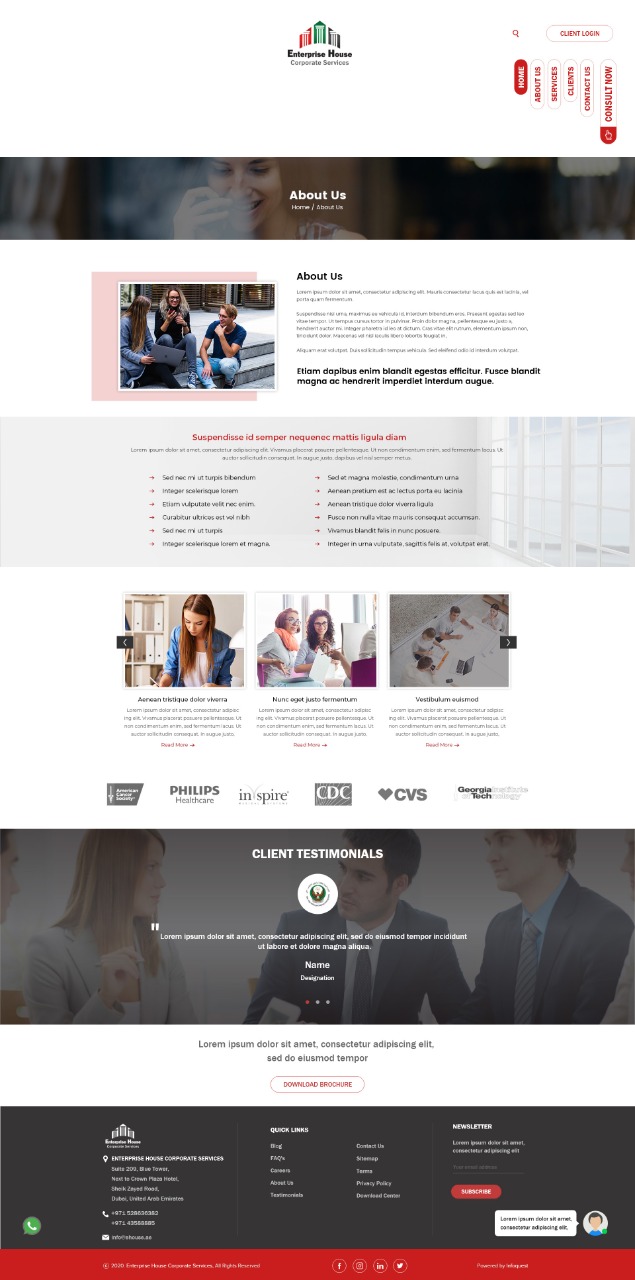 Enterprise House
Corporate Services
CLIENT LOGIN
HOME
ABOUT US
SERVICES
CLIENTS
CONTACT US
CONSULT NOW
About Us
Home / About Us
About Us
Lorem ipsum dolor sit amet, consectetur adipiscing elit. Mauris consectetur lacus quis est lacinia, vel
porta quam fermentum.
Suspendisse nisl urna, maximus eu vehicula id, interdum bibendum eros. Praesent egestas sed leo
vitae tempor. Ut tempus cursus tortor in pulvinar. Proin dolor magna, pellentesque eu justo a,
hendrerit auctor mi. Integer pharetra id leo at dictum. Cras vitae elit rutrum, elementum ipsum non,
tincidunt dolor. Maecenas vel nisl iaculis libero lobortis feugiat in.
Aliquam erat volutpat. Duis sollicitudin tempus vehicula. Sed eleifend odio id interdum volutpat.
Etiam dapibus enim blandit egestas efficitur. Fusce blandit
magna ac hendrerit imperdiet interdum augue.
Suspendisse id semper nequenec mattis ligula diam
Lorem ipsum dolor sit amet, consectetur adipiscing elit. Vivamus placerat posuere pellentesque. Ut non condimentum enim, sed fermentum lacus. Ut
auctor sollicitudin consequat. In augue justo, dapibus vel nisl semper metus.
Sed nec mi ut turpis bibendum
Integer scelerisque lorem
Etiam vulputate velit nec enim.
Curabitur ultrices est vel nibh
Sed nec mi ut turpis
Integer scelerisque lorem et magna.
Sed et magna molestie, condimentum urna
Aenean pretium est ac lectus porta eu lacinia
Aenean tristique dolor viverra ligula
Fusce non nulla vitae mauris consequat accumsan.
Vivamus blandit felis in nunc posuere.
Integer in urna vulputate, sagittis felis at, volutpat erat.
Aenean tristique dolor viverra
Lorem ipsum dolor sit amet, consectetur adipisc
ing elit. Vivamus placerat posuere pellentesque. Ut
non condimentum enim, sed fermentum lacus. Ut
auctor sollicitudin consequat. In augue justo,
Read More
Nunc eget justo fermentum
Lorem ipsum dolor sit amet, consectetur adipisc
ing elit. Vivamus placerat posuere pellentesque. Ut
non condimentum enim, sed fermentum lacus. Ut
auctor sollicitudin consequat. In augue justo,
Read More
Vestibulum euismod
Lorem ipsum dolor sit amet, consectetur adipisc
ing elit. Vivamus placerat posuere pellentesque. Ut
non condimentum enim, sed fermentum lacus. Ut
auctor sollicitudin consequat. In augue justo,
Read More
American
Cancer
Society
PHILIPS
Healthcare
inspire
CDC
CVS
Georgia Institute
of Technology
CLIENT TESTIMONIALS
"
Lorem ipsum dolor sit amet, consectetur adipiscing elit, sed do eiusmod tempor incididunt
ut labore et dolore magna aliqua.
Name
Designation
Lorem ipsum dolor sit amet, consectetur adipiscing elit,
sed do eiusmod tempor
DOWNLOAD BROCHURE
Enterprise House
Corporate Services
ENTERPRISE HOUSE CORPORATE SERVICES
Suite 209, Blue Tower,
Next to Crown Plaza Hotel,
Sheik Zayed Road,
Dubai, United Arab Emirates
+971 528636382
+971 43588885
info@ehouse.ae
QUICK LINKS
Blog
FAQ's
Careers
About Us
Testimonials
Contact Us
Sitemap
Terms
Privacy Policy
Download Center
NEWSLETTER
Lorem ipsum dolor sit amet,
consectetur adipiscing elit
Your email address
SUBSCRIBE
Lorem ipsum dolor sit amet,
consectetur adipiscing elit.
© 2020. Enterprise House Corporate Services. All Rights Reserved
Powered by Infoquest